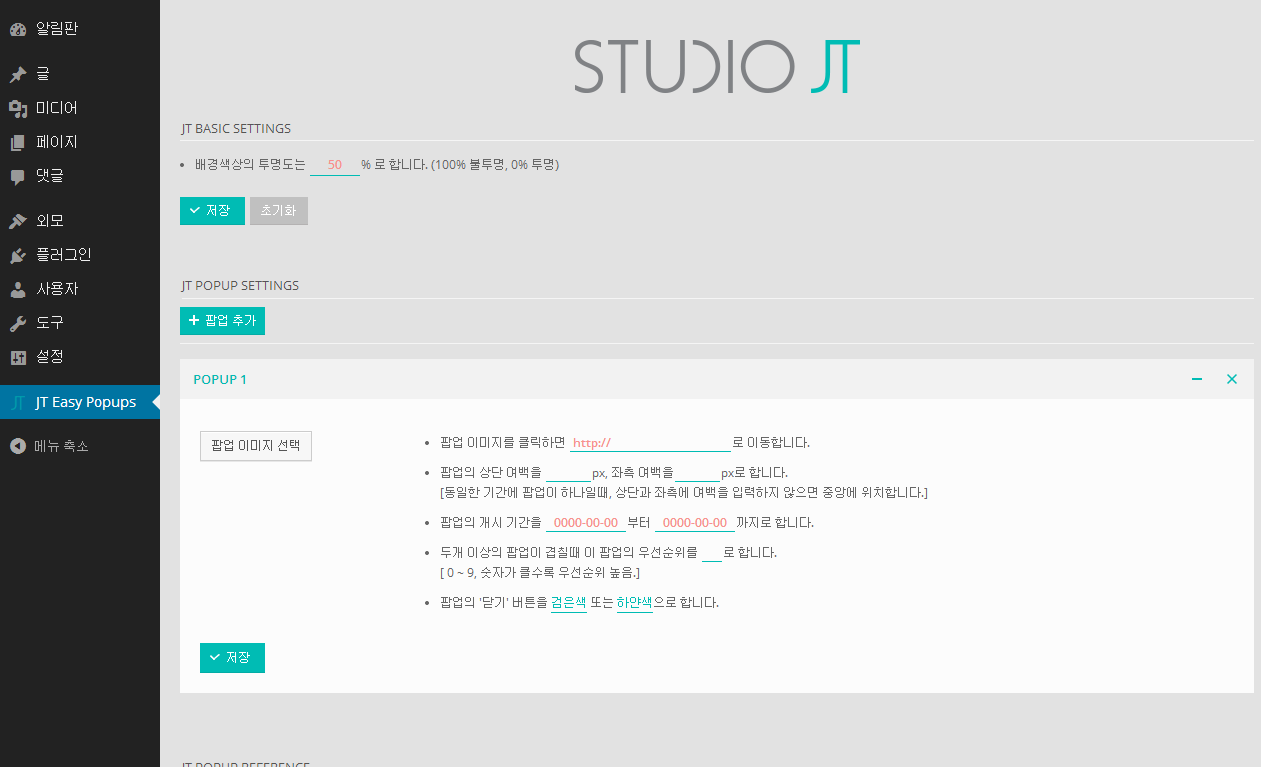 알림판
글
미디어
페이지
댓글
외모
플러그인
사용자
도구
설정
JT Easy Popups
메뉴 축소
STUDIO JT
JT BASIC SETTINGS
배경색상의 투명도는 50 % 로 합니다. (100% 불투명, 0% 투명)
저장 초기화
JT POPUP SETTINGS
팝업 추가
POPUP 1
팝업 이미지 선택
팝업 이미지를 클릭하면 http:// 로 이동합니다.
팝업의 상단 여백을 px, 좌측 여백을 px로 합니다.
[동일한 기간에 팝업이 하나일때, 상단과 좌측에 여백을 입력하지 않으면 중앙에 위치합니다.]
팝업의 개시 기간을 0000-00-00 부터 0000-00-00 까지로 합니다.
두개 이상의 팝업이 겹칠때 이 팝업의 우선순위를 로 합니다.
[ 0 ~ 9, 숫자가 클수록 우선순위 높음.]
팝업의 '닫기' 버튼을 검은색 또는 하얀색으로 합니다.
저장
JT POPUP REFERENCE